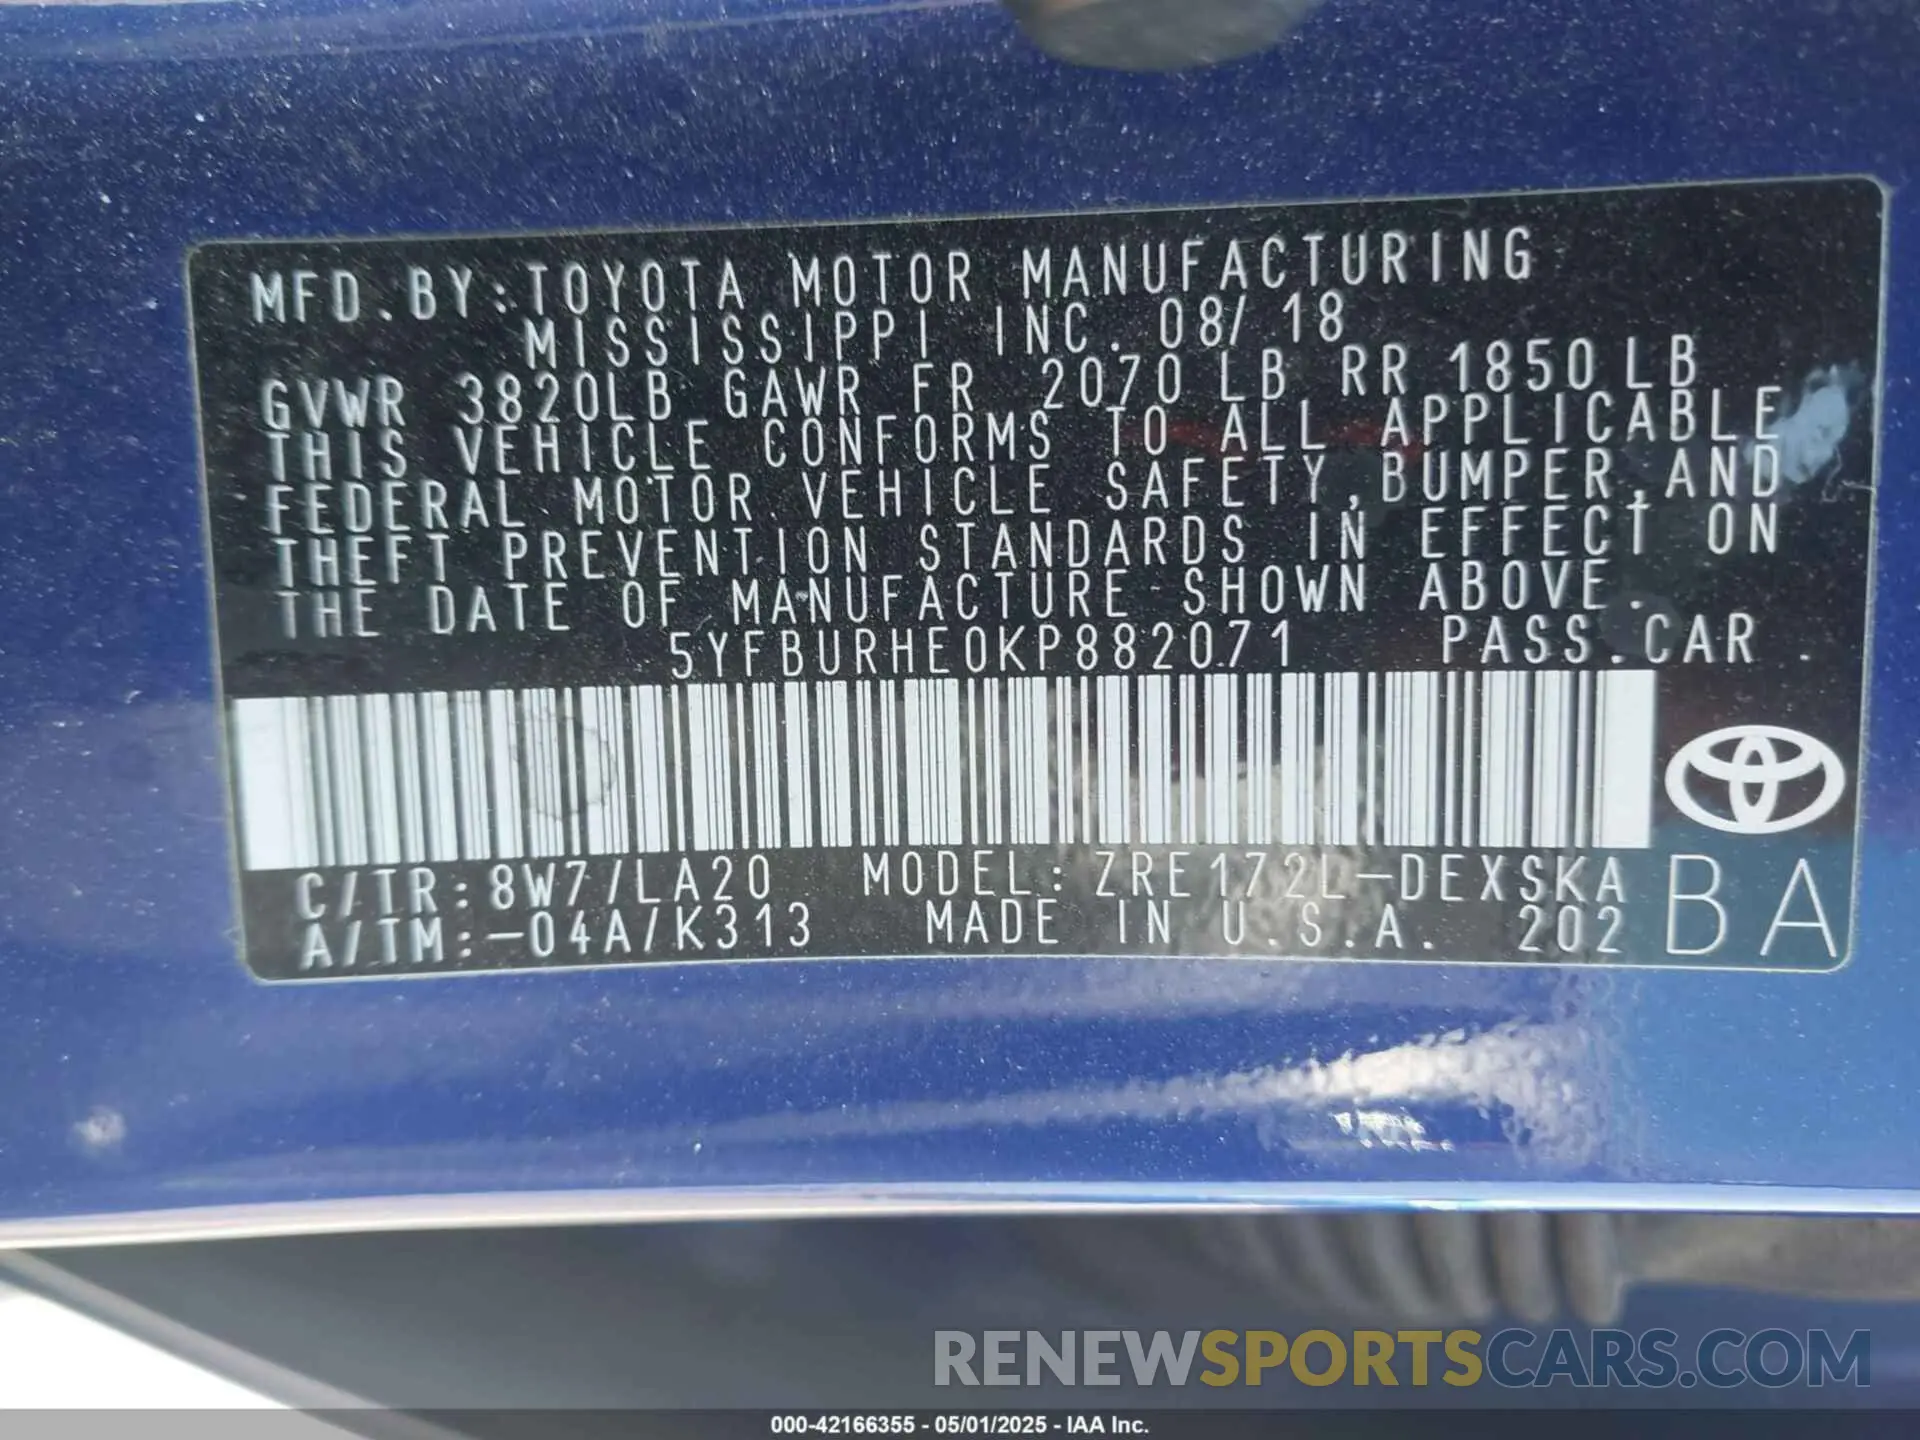 MFD. BY: TOYOTA MOTOR MANUFACTURING
MISSISSIPPI INC. 08/ 18
GVWR 3820LB GAWR FR 2070 LB RR 1850 LB
THIS VEHICLE CONFORMS TO ALL APPLICABLE
FEDERAL MOTOR VEHICLE SAFETY, BUMPER, AND
THEFT PREVENTION STANDARDS IN EFFECT ON
THE DATE OF MANUFACTURE SHOWN ABOVE.
5YFBURHE0KP882071 PASS. CAR
C/TR: 8W7/LA20 MODEL: ZRE172L-DEXSKA
A/TM: -04A/K313 MADE IN U.S.A. 202
BA
RENEWSPORTSCARS.COM
000-42166355 - 05/01/2025 - IAA Inc.